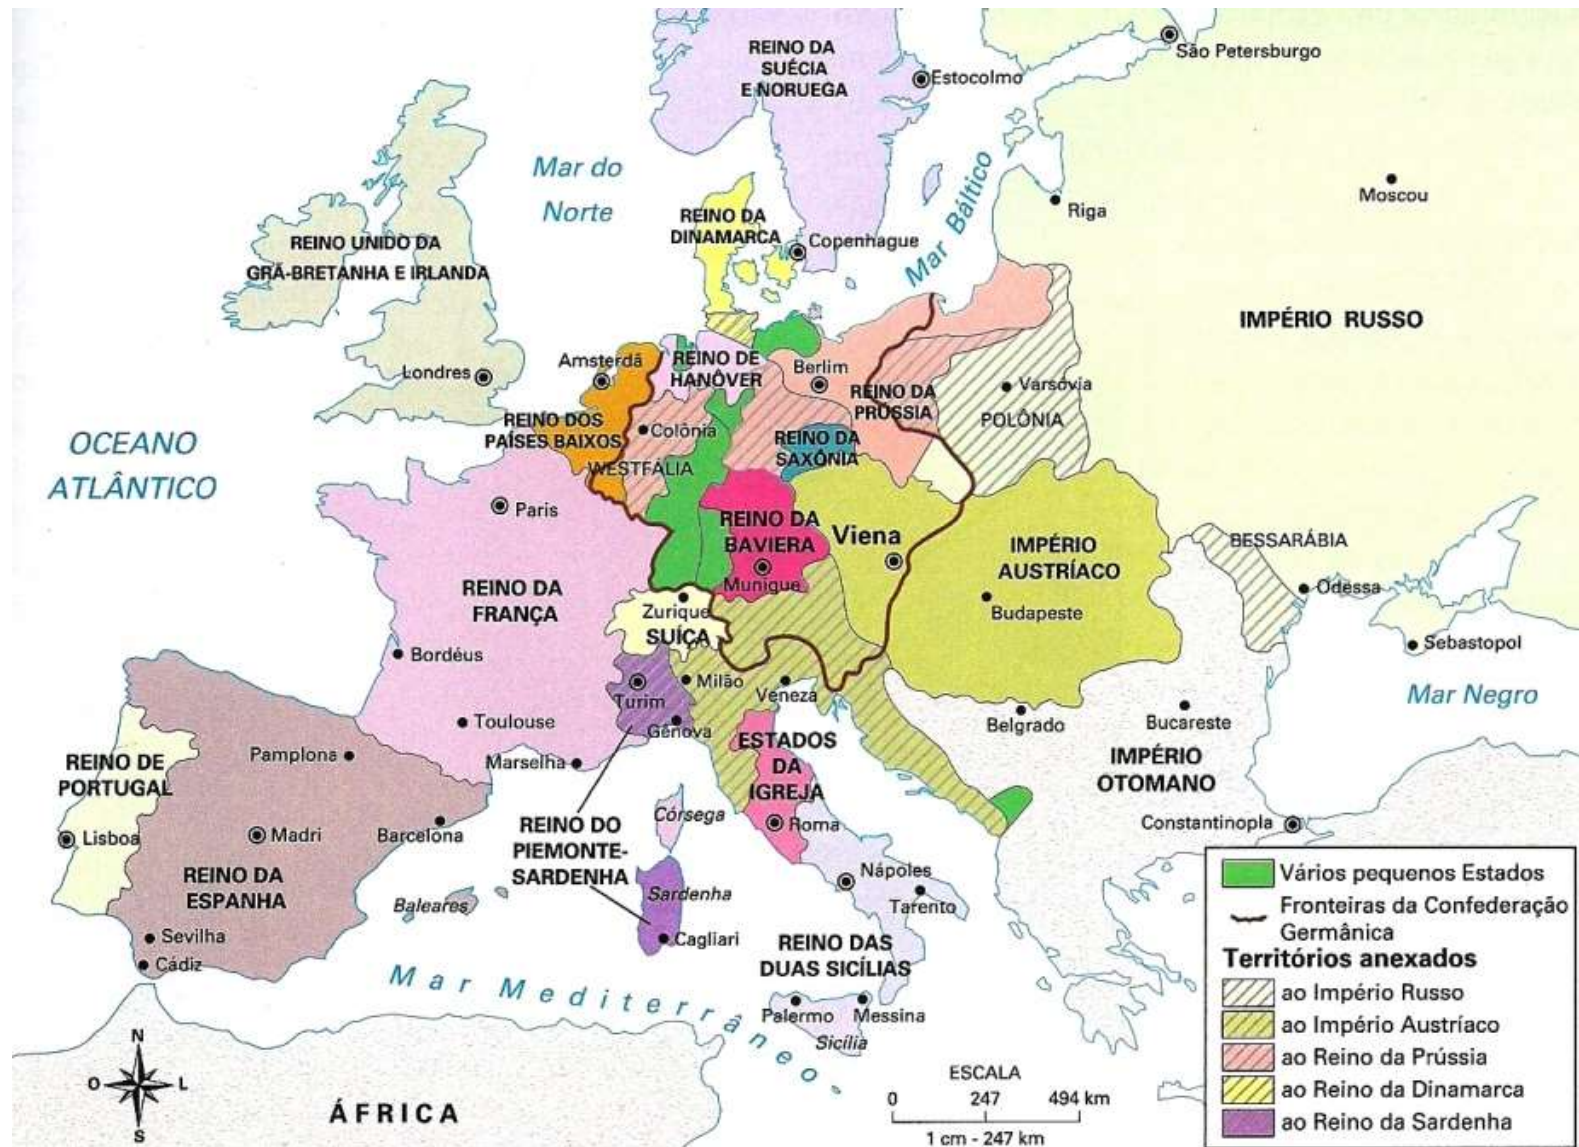 REINO DA
SUÉCIA
E NORUEGA
São Petersburgo
Estocolmo
Mar do
Norte
Mar Báltico
Moscou
Riga
REINO DA
DINAMARCA
Copenhague
REINO UNIDO DA
GRÃ-BRETANHA E IRLANDA
IMPÉRIO RUSSO
Londres
Amsterdã
REINO DE
HANÔVER
Berlim
REINO DA
PRÚSSIA
Varsóvia
POLÔNIA
REINO DOS
PAÍSES BAIXOS
Colônia
REINO DA
SAXÔNIA
WESTFÁLIA
OCEANO
ATLÂNTICO
Paris
REINO DA
BAVIERA
Munique
Viena
IMPÉRIO
AUSTRÍACO
Budapeste
BESSARÁBIA
Odessa
Sebastopol
Mar Negro
REINO DA
FRANÇA
Zurique
SUÍÇA
Bordéus
Turim
Milão
Veneza
Gênova
Toulouse
Marselha
Belgrado
Bucareste
IMPÉRIO
OTOMANO
Constantinopla
REINO DE
PORTUGAL
Lisboa
Pamplona
Madri
Barcelona
REINO DA
ESPANHA
Baleares
Sevilha
Cádiz
Córsega
REINO DO
PIEMONTE-
SARDENHA
Sardenha
Cagliari
ESTADOS
DA
IGREJA
Roma
Nápoles
Tarento
REINO DAS
DUAS SICÍLIAS
Palermo
Messina
Sicília
Mar Mediterrâneo
ÁFRICA
N
O
L
S
ESCALA
0 247 494 km
1 cm - 247 km
Vários pequenos Estados
Fronteiras da Confederação
Germânica
Territórios anexados
ao Império Russo
ao Império Austríaco
ao Reino da Prússia
ao Reino da Dinamarca
ao Reino da Sardenha